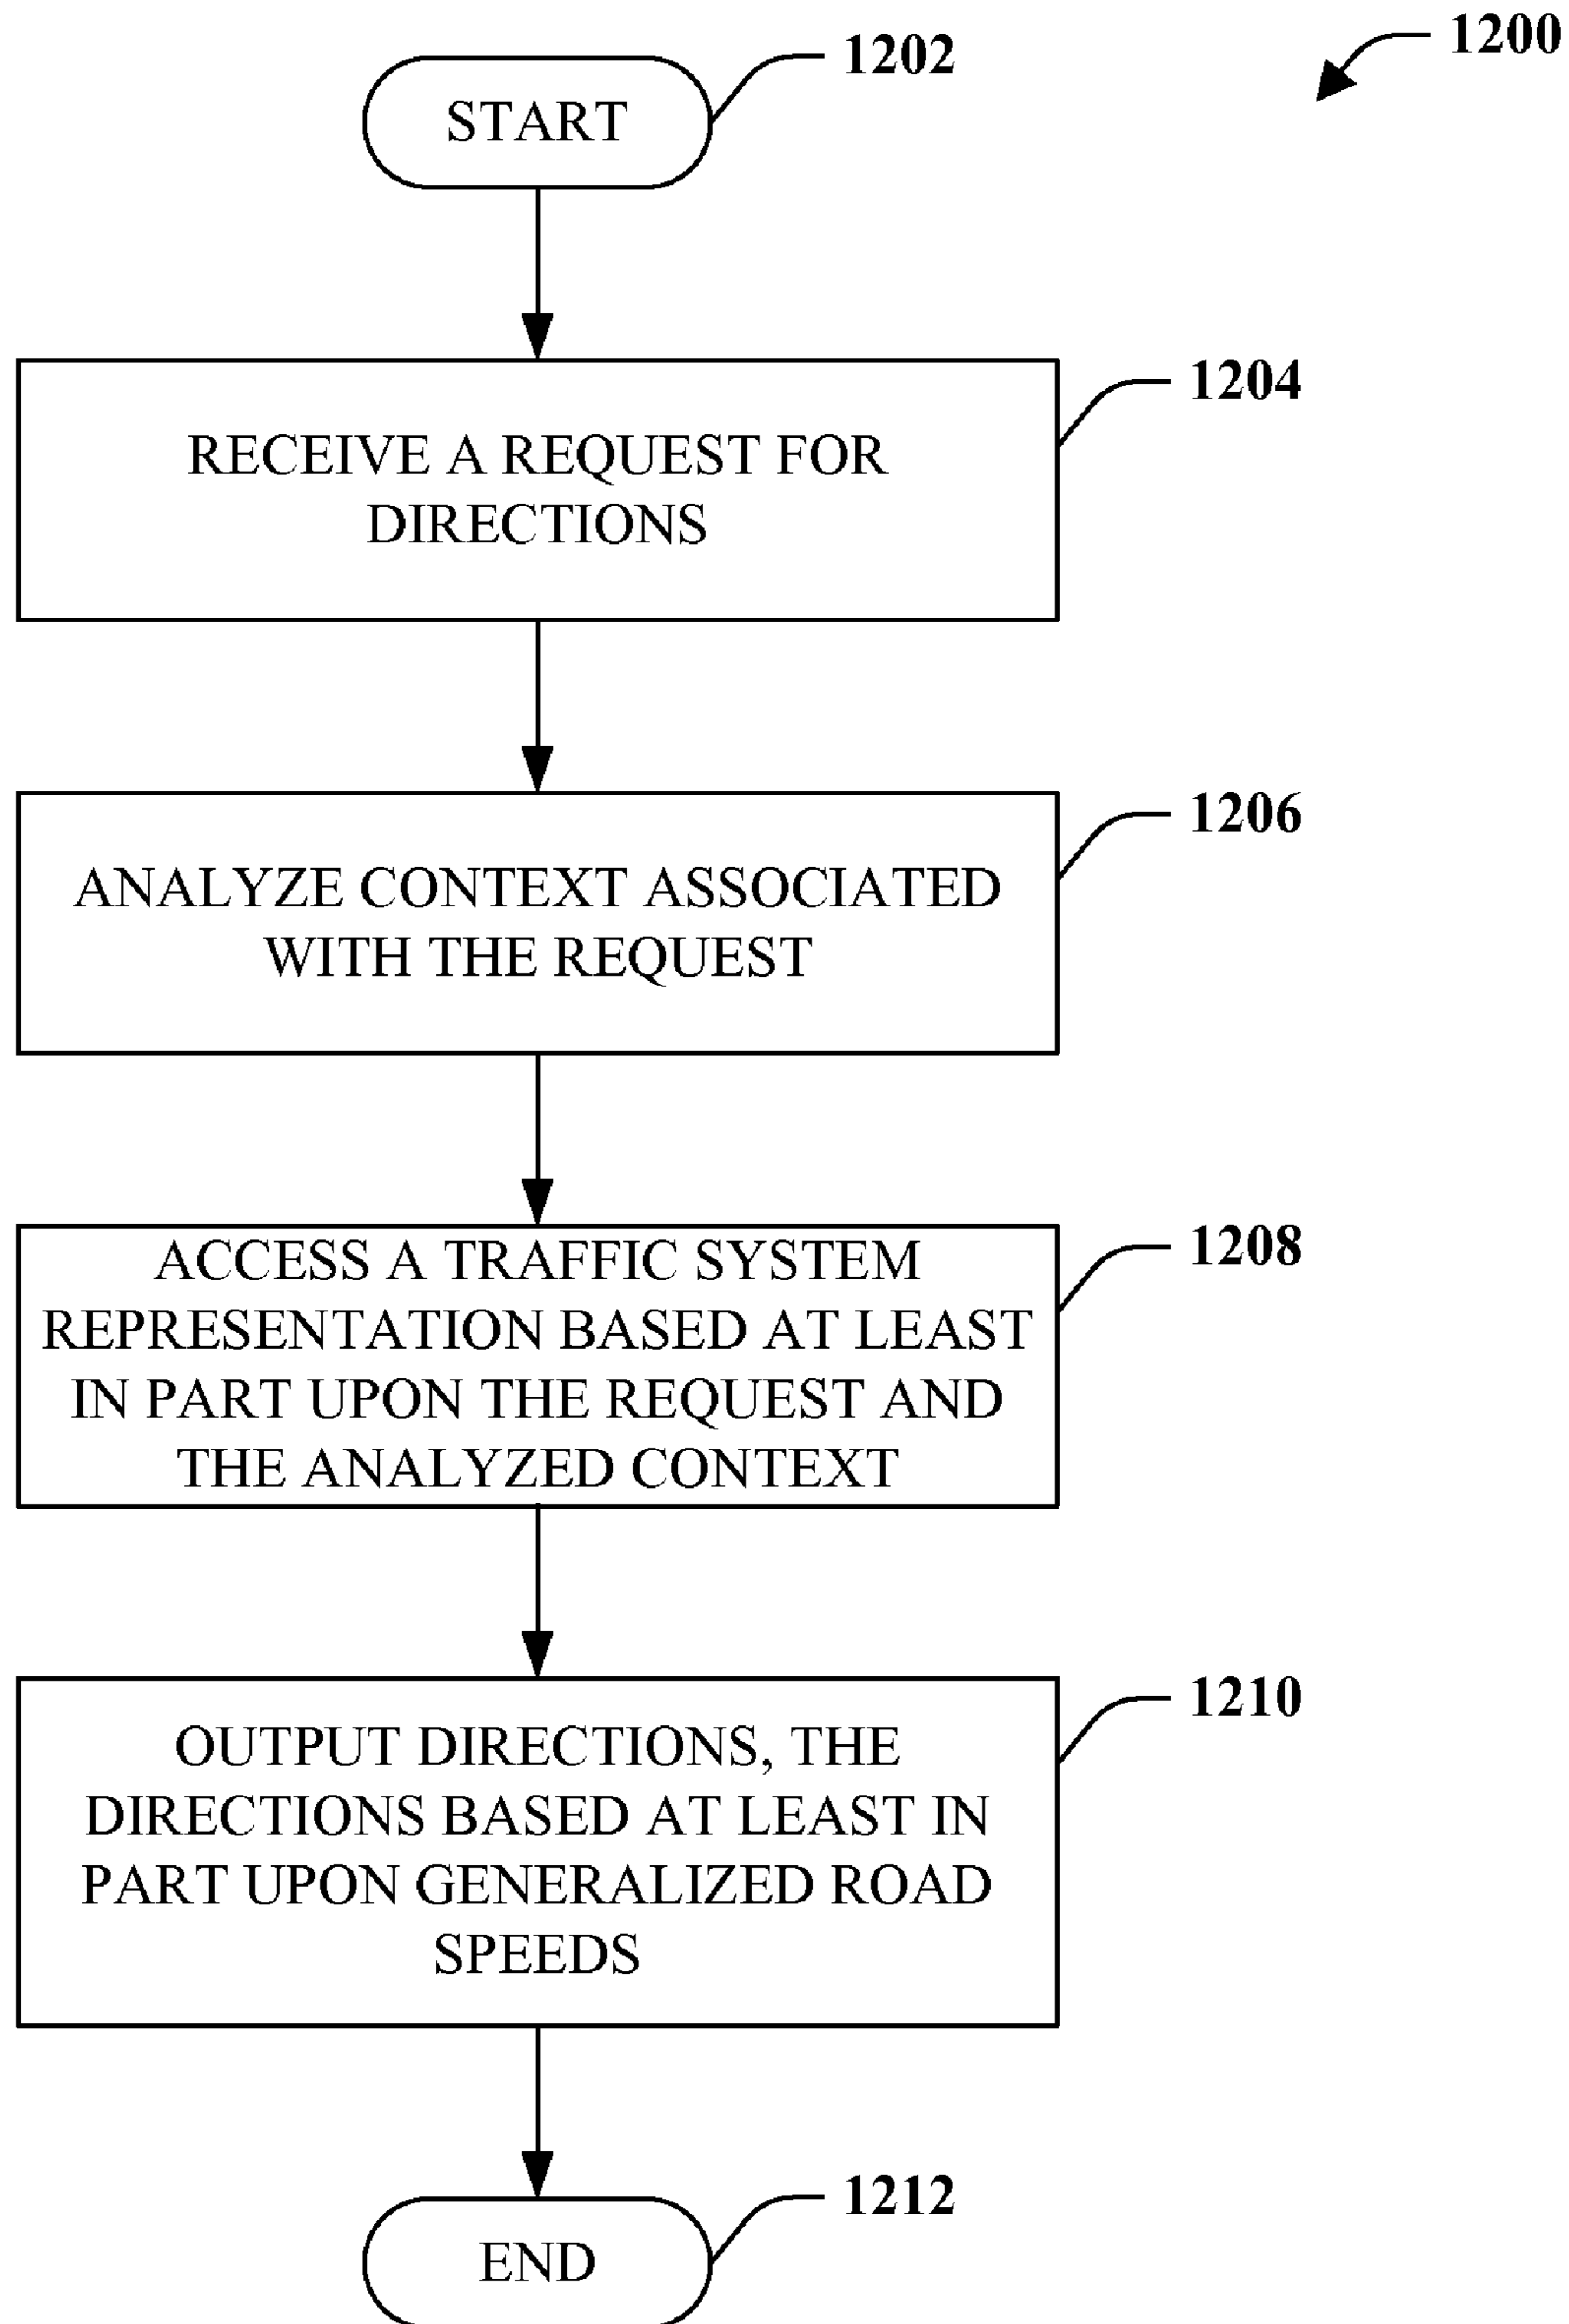 1200
START
1202
RECEIVE A REQUEST FOR
DIRECTIONS
1204
ANALYZE CONTEXT ASSOCIATED
WITH THE REQUEST
1206
ACCESS A TRAFFIC SYSTEM
REPRESENTATION BASED AT LEAST
IN PART UPON THE REQUEST AND
THE ANALYZED CONTEXT
1208
OUTPUT DIRECTIONS, THE
DIRECTIONS BASED AT LEAST IN
PART UPON GENERALIZED ROAD
SPEEDS
1210
END
1212